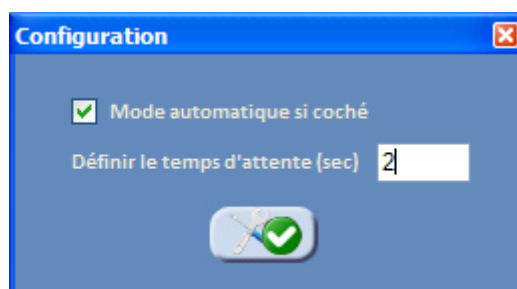 Configuration
Mode automatique si coché
Définir le temps d'attente (sec) 2